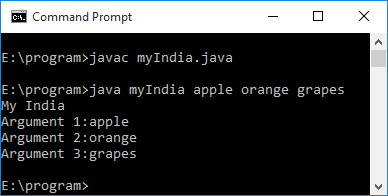 Command Prompt
E:\program>javac myIndia.java
E:\program>java myIndia apple orange grapes
My India
Argument 1:apple
Argument 2:orange
Argument 3:grapes
E:\program>